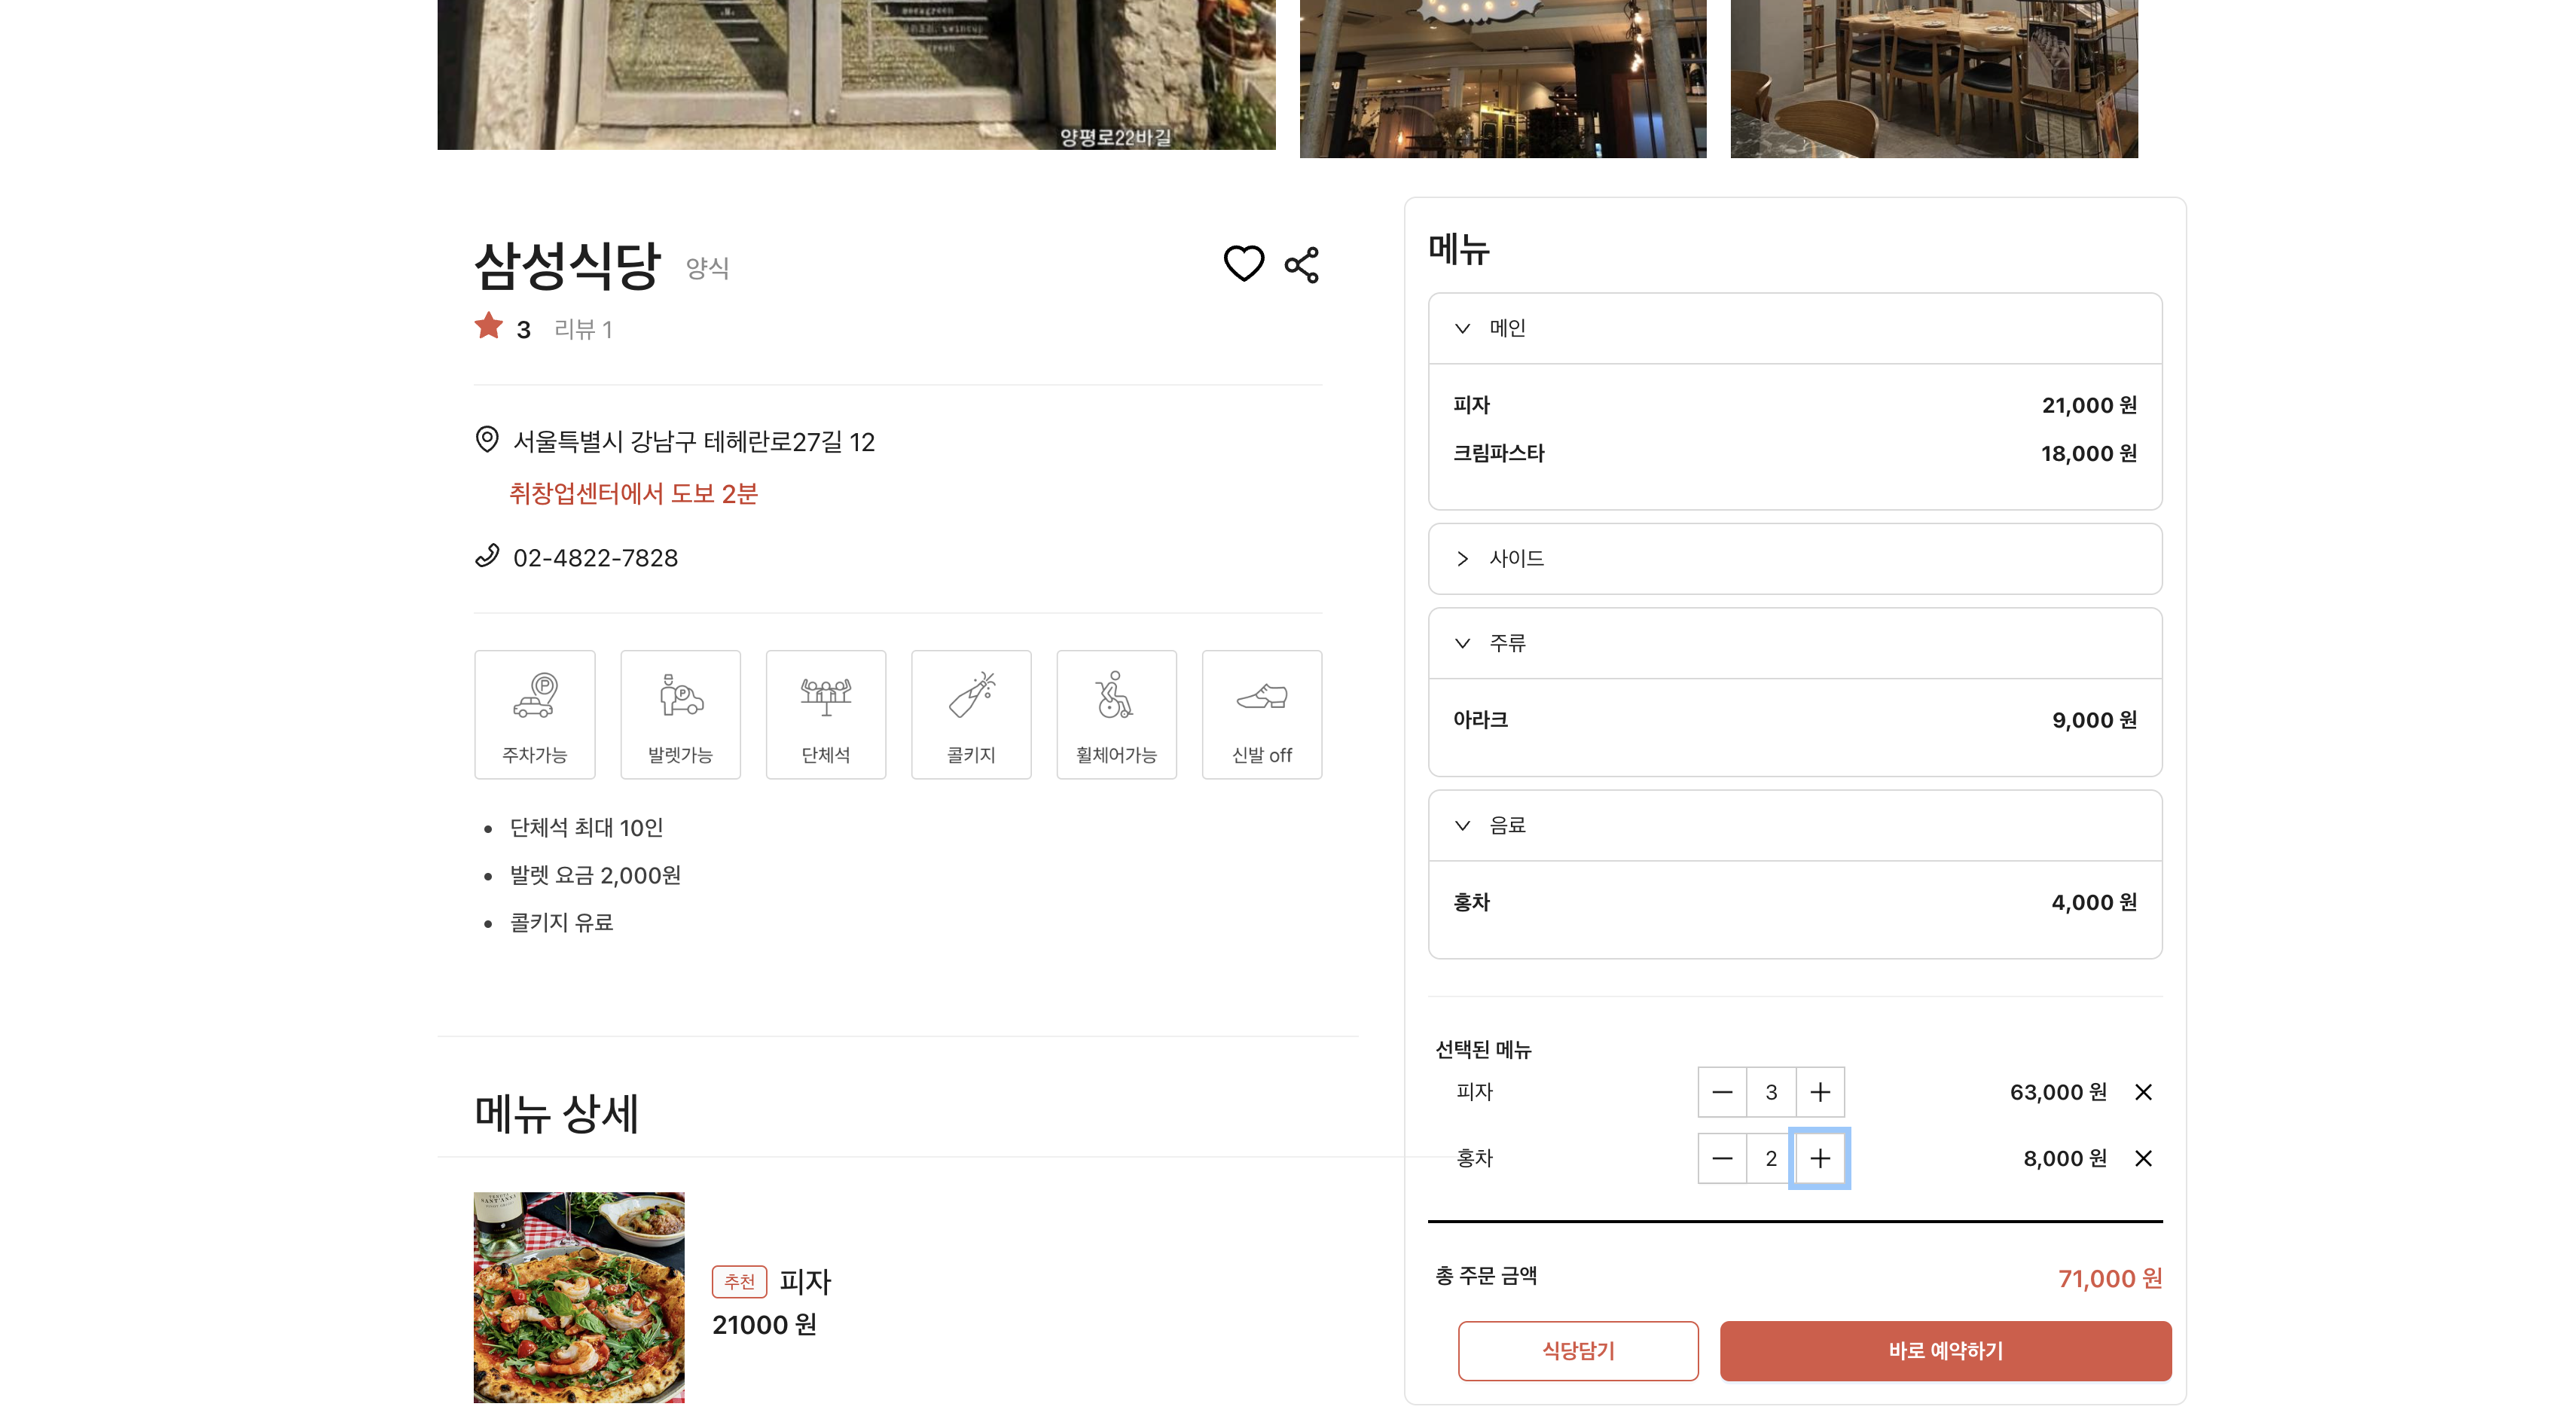 양평로22바길
삼성식당 양식
3 리뷰 1
서울특별시 강남구 테헤란로27길 12
취창업센터에서 도보 2분
02-4822-7828
주차가능 발렛가능 단체석 콜키지 휠체어가능 신발 off
단체석 최대 10인
발렛 요금 2,000원
콜키지 유료
메뉴 상세
추천 피자
21000 원
메뉴
메인
피자 21,000 원
크림파스타 18,000 원
사이드
주류
아라크 9,000 원
음료
홍차 4,000 원
선택된 메뉴
피자 3 63,000 원
홍차 2 8,000 원
총 주문 금액 71,000 원
식당담기 바로 예약하기